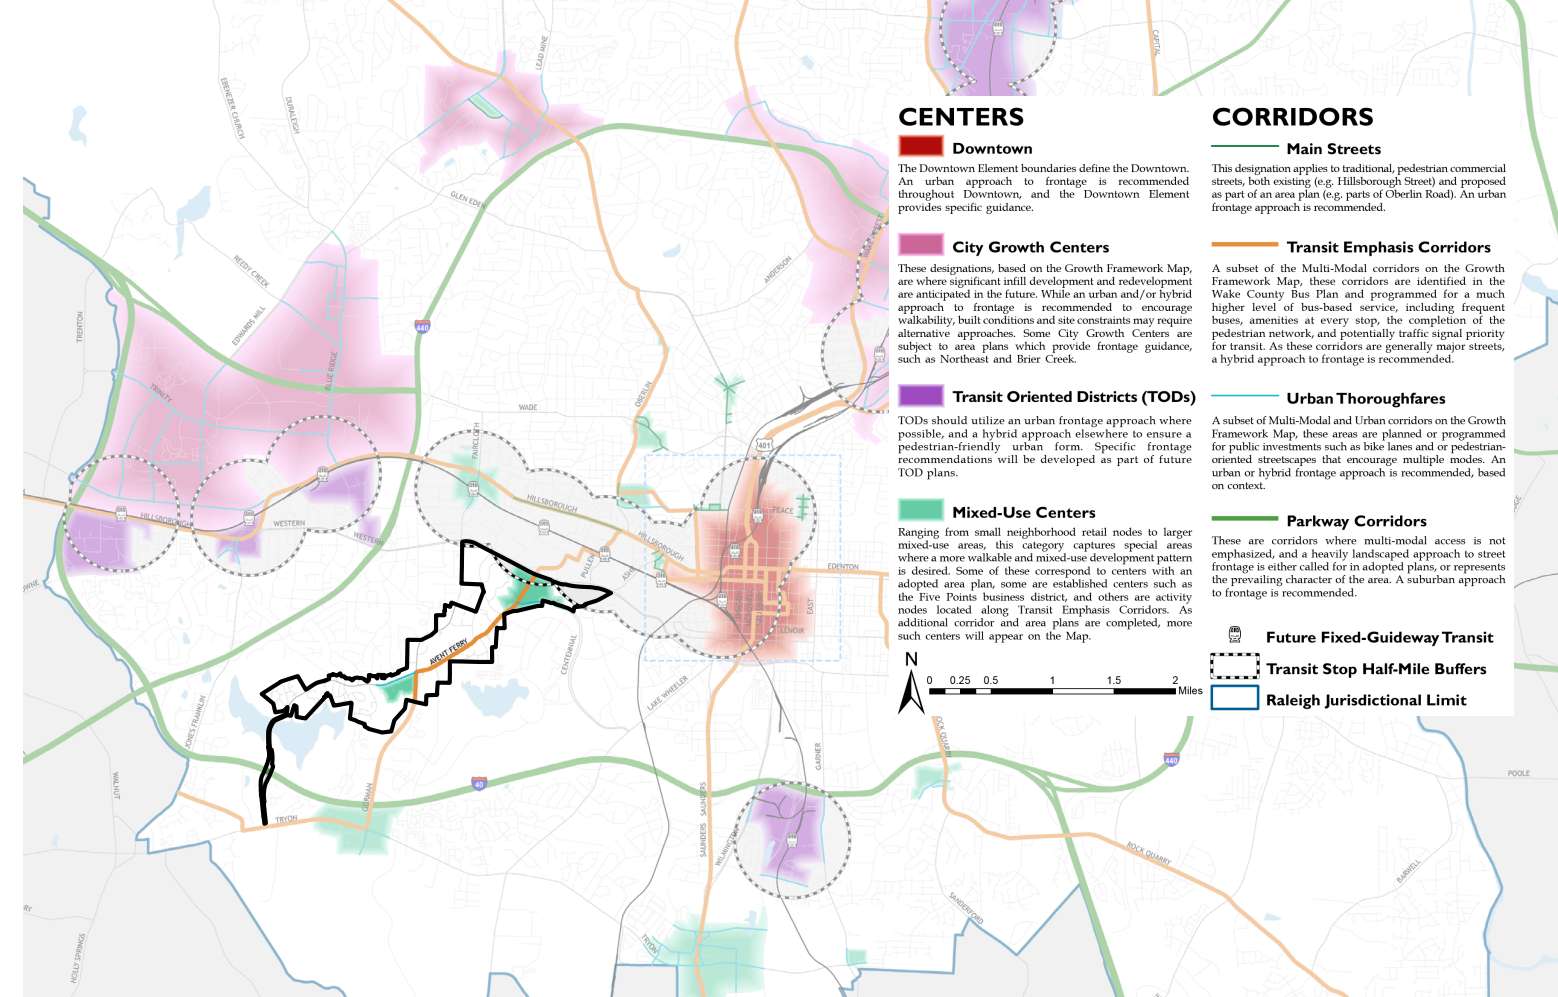 CENTERS
Downtown
The Downtown Element boundaries define the Downtown.
An urban approach to frontage is recommended
throughout Downtown, and the Downtown Element
provides specific guidance.
City Growth Centers
These designations, based on the Growth Framework Map,
are where significant infill development and redevelopment
are anticipated in the future. While an urban and/or hybrid
approach to frontage is recommended to encourage
walkability, built conditions and site constraints may require
alternative approaches. Some City Growth Centers are
subject to area plans which provide frontage guidance,
such as Northeast and Brier Creek.
Transit Oriented Districts (TODs)
TODs should utilize an urban frontage approach where
possible, and a hybrid approach elsewhere to ensure a
pedestrian-friendly urban form. Specific frontage
recommendations will be developed as part of future
TOD plans.
Mixed-Use Centers
Ranging from small neighborhood retail nodes to larger
mixed-use areas, this category captures special areas
where a more walkable and mixed-use development pattern
is desired. Some of these correspond to centers with an
adopted area plan, some are established centers such as
the Five Points business district, and others are activity
nodes located along Transit Emphasis Corridors. As
additional corridor and area plans are completed, more
such centers will appear on the Map.
N
0 0.25 0.5 1 1.5 2
Miles
CORRIDORS
Main Streets
This designation applies to traditional, pedestrian commercial
streets, both existing (e.g. Hillsborough Street) and proposed
as part of an area plan (e.g. parts of Oberlin Road). An urban
frontage approach is recommended.
Transit Emphasis Corridors
A subset of the Multi-Modal corridors on the Growth
Framework Map, these corridors are identified in the
Wake County Bus Plan and programmed for a much
higher level of bus-based service, including frequent
buses, amenities at every stop, the completion of the
pedestrian network, and potentially traffic signal priority
for transit. As these corridors are generally major streets,
a hybrid approach to frontage is recommended.
Urban Thoroughfares
A subset of Multi-Modal and Urban corridors on the Growth
Framework Map, these areas are planned or programmed
for public investments such as bike lanes and or pedestrian-
oriented streetscapes that encourage multiple modes. An
urban or hybrid frontage approach is recommended, based
on context.
Parkway Corridors
These are corridors where multi-modal access is not
emphasized, and a heavily landscaped approach to street
frontage is either called for in adopted plans, or represents
the prevailing character of the area. A suburban approach
to frontage is recommended.
Future Fixed-Guideway Transit
Transit Stop Half-Mile Buffers
Raleigh Jurisdictional Limit
EBENEZER CHURCH
DURALEIGH
LEAD MINE
CAPITAL
GLEN EDEN
REEDY CREEK
ANDERSON
TRENTON
EDWARDS MILL
BLUE RIDGE
440
TRINITY
WADE
OBERLIN
FAIRCLOTH
401
HILLSBOROUGH
WESTERN
WESTERN
HILLSBOROUGH
HILLSBOROUGH
PEACE
PULLEN
ASHE
EDENTON
EAST
LENOIR
AVENT FERRY
CENTENNIAL
LAKE WHEELER
JONES FRANKLIN
WALNUT
GORMAN
40
TRYON
SAUNDERS
SAUNDERS
WILMINGTON
GARNER
440
POOLE
ROCK QUARRY
BARWELL
SANDERFORD
TRYON
HOLLY SPRINGS